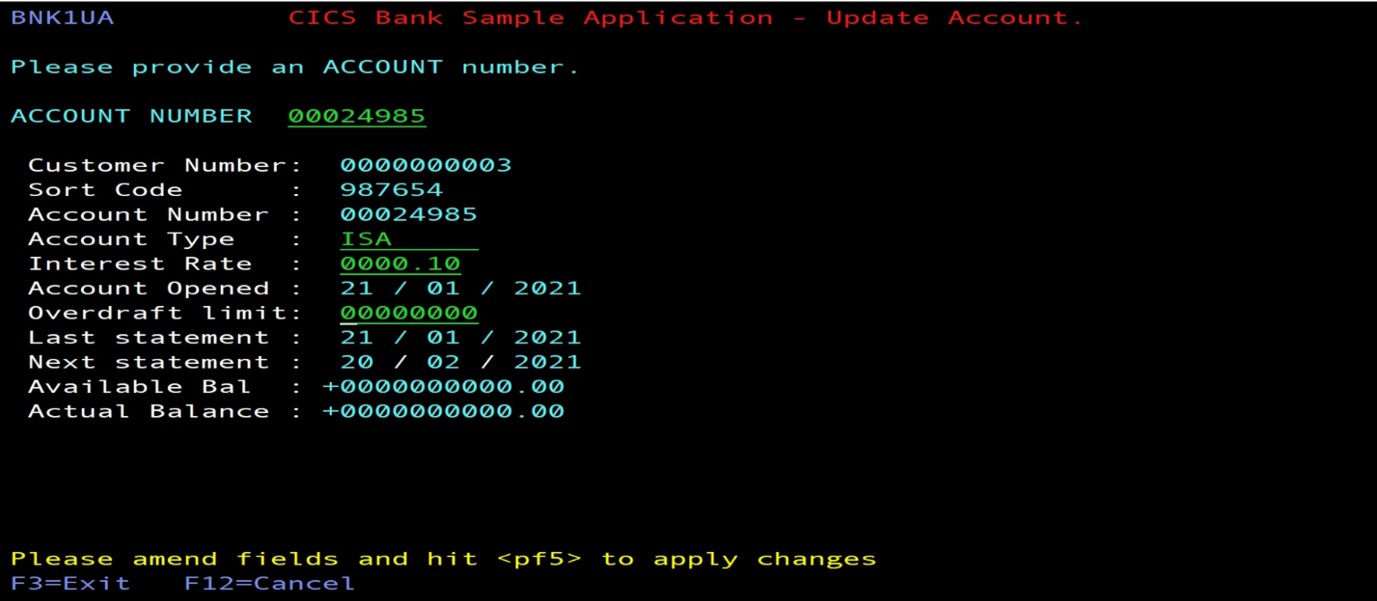 BNK1UA CICS Bank Sample Application - Update Account.
Please provide an ACCOUNT number.
ACCOUNT NUMBER 00024985
Customer Number: 0000000003
Sort Code : 987654
Account Number : 00024985
Account Type : ISA
Interest Rate : 0000.10
Account Opened : 21 / 01 / 2021
Overdraft limit: 00000000
Last statement : 21 / 01 / 2021
Next statement : 20 / 02 / 2021
Available Bal : +0000000000.00
Actual Balance : +0000000000.00
Please amend fields and hit <pf5> to apply changes
F3=Exit F12=Cancel